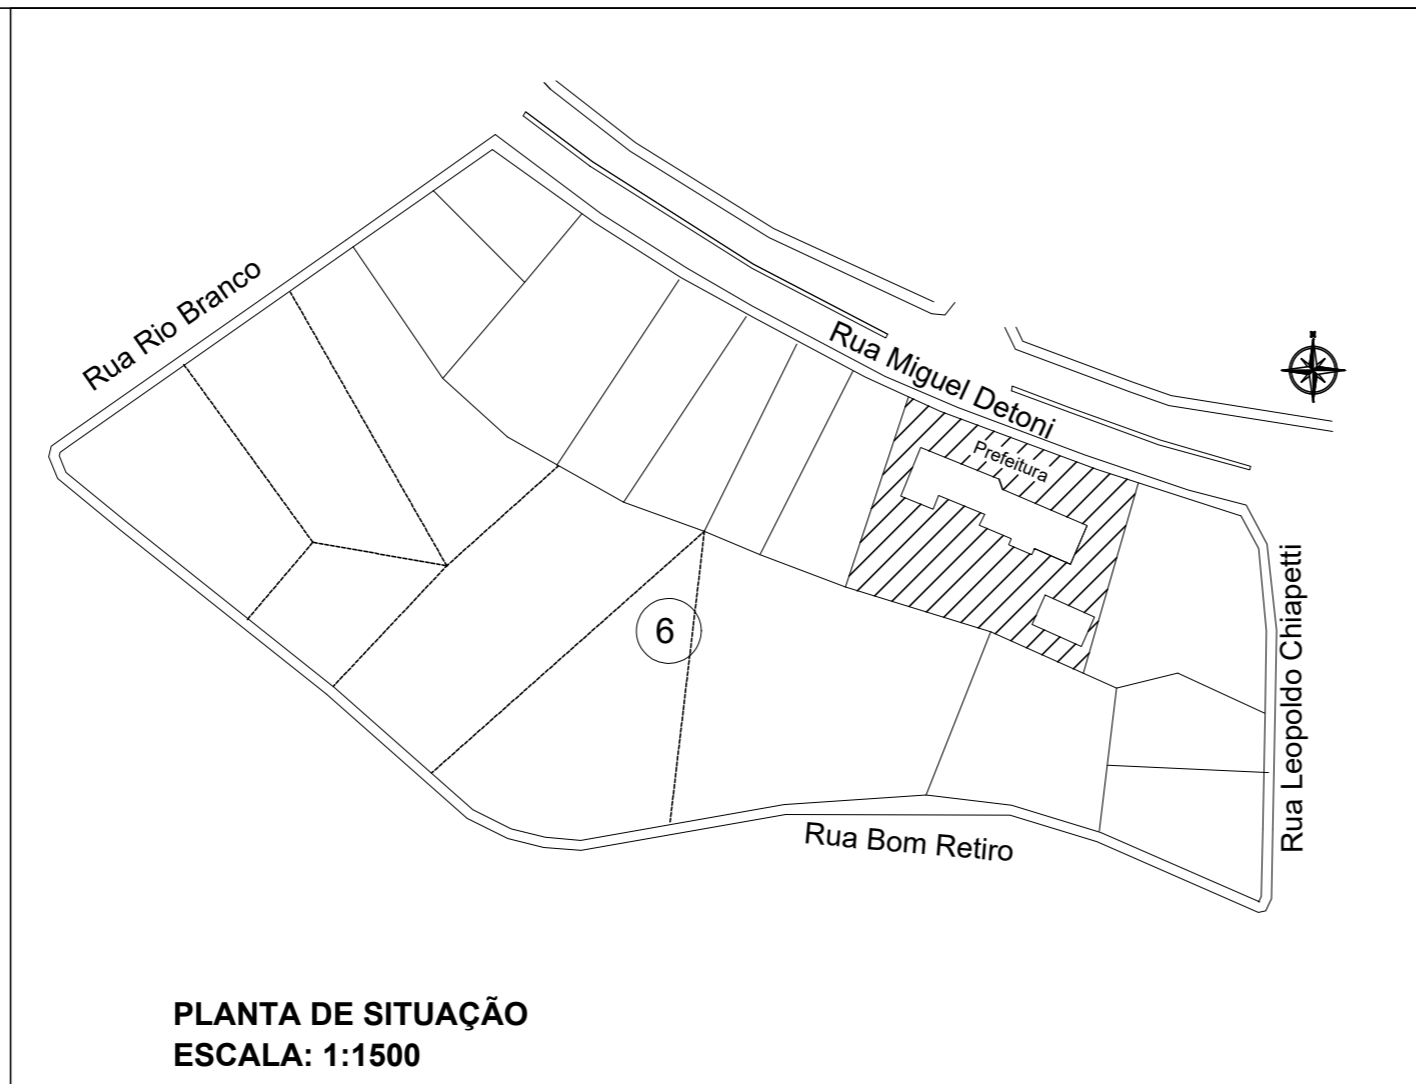 Rua Rio Branco
Rua Miguel Detoni
Prefeitura
6
Rua Leopoldo Chiapetti
Rua Bom Retiro
PLANTA DE SITUAÇÃO
ESCALA: 1:1500